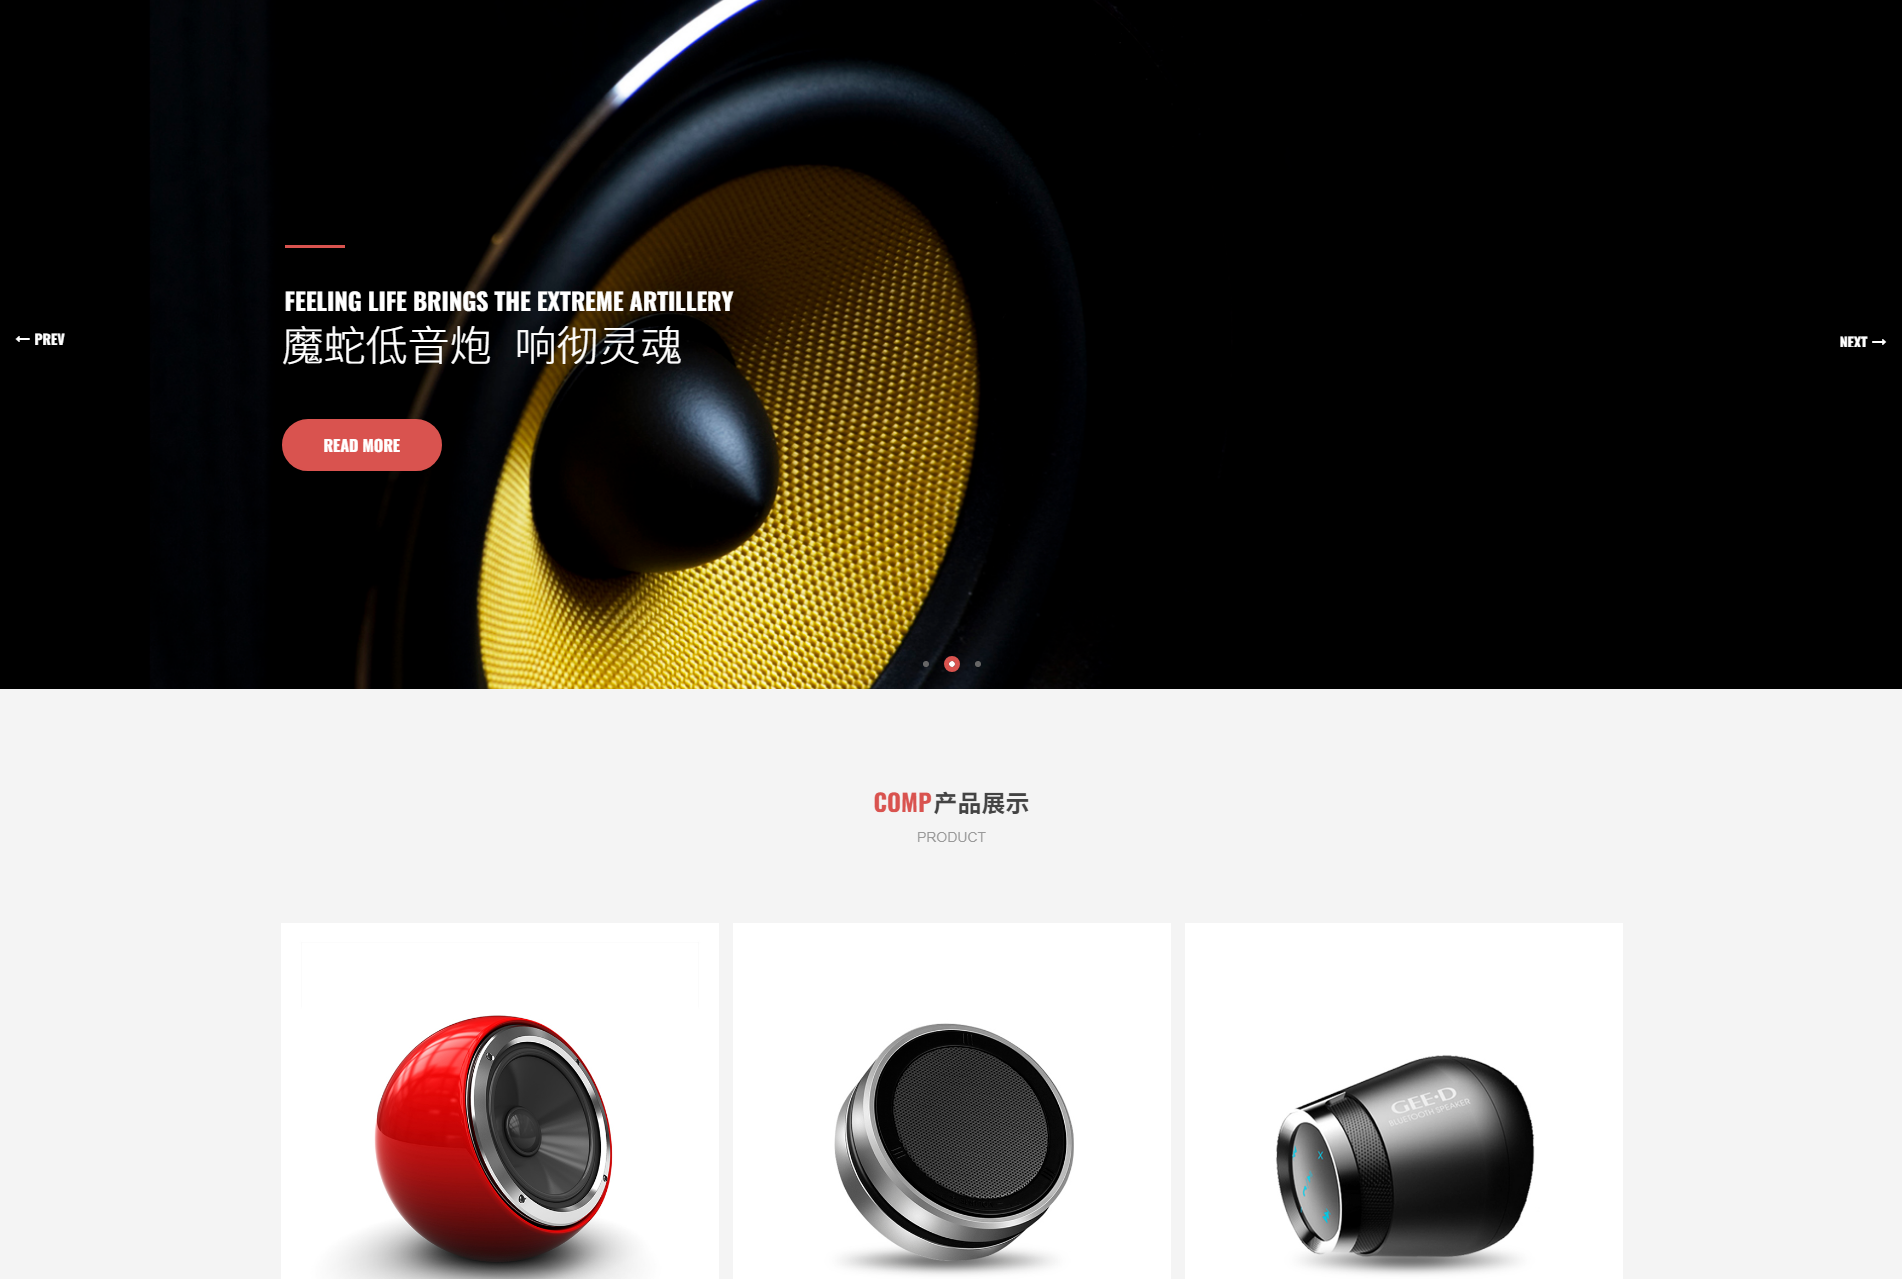 FEELING LIFE BRINGS THE EXTREME ARTILLERY
魔蛇低音炮 响彻灵魂
← PREV
NEXT →
READ MORE
COMP产品展示
PRODUCT
GEE·D
BLUETOOTH SPEAKER